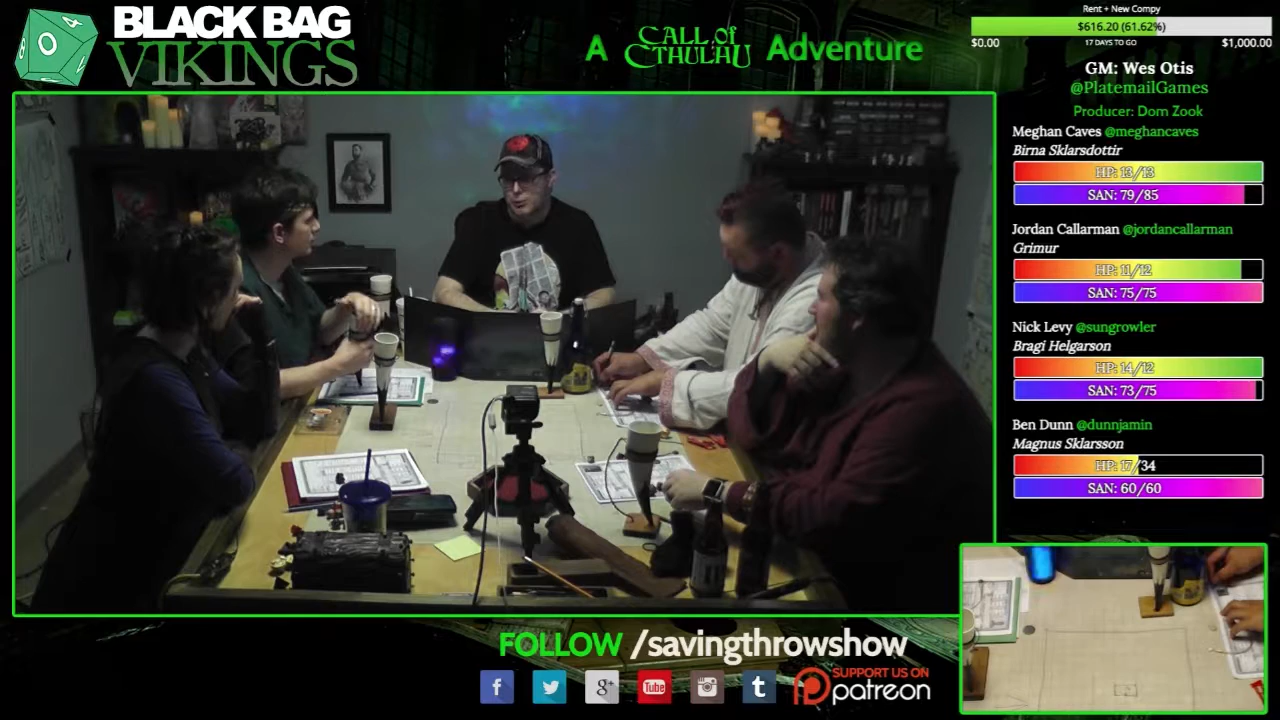 BLACK BAG
VIKINGS
A CALL of CTHULHU Adventure
Rent + New Compy
$616.20 (61.62%)
$0.00 17 DAYS TO GO $1,000.00
GM: Wes Otis
@PlatemailGames
Producer: Dom Zook
Meghan Caves @meghancaves
Birna Sklarsdottir
HP: 13/13
SAN: 79/85
Jordan Callarman @jordancallarman
Grimur
HP: 11/12
SAN: 75/75
Nick Levy @sungrowler
Bragi Helgarson
HP: 14/12
SAN: 73/75
Ben Dunn @dunnjamin
Magnus Sklarsson
HP: 17/34
SAN: 60/60
FOLLOW /savingthrowshow
f g+ You Tube t
SUPPORT US ON
patreon